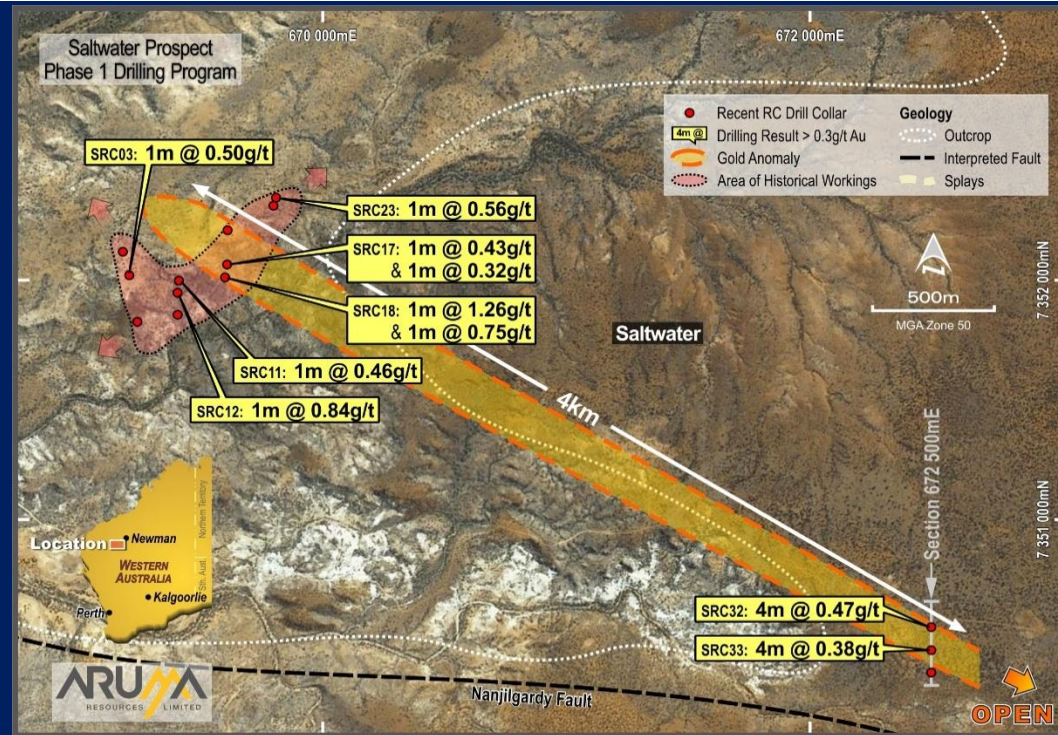 670 000mE
672 000mE
Saltwater Prospect
Phase 1 Drilling Program
Recent RC Drill Collar
4m @
Drilling Result > 0.3g/t Au
Gold Anomaly
Area of Historical Workings
Geology
Outcrop
Interpreted Fault
Splays
SRC03: 1m @ 0.50g/t
SRC23: 1m @ 0.56g/t
SRC17: 1m @ 0.43g/t
& 1m @ 0.32g/t
SRC18: 1m @ 1.26g/t
& 1m @ 0.75g/t
SRC11: 1m @ 0.46g/t
SRC12: 1m @ 0.84g/t
N
500m
MGA Zone 50
7 352 000mN
Saltwater
4km
Section 672 500mE
7 351 000mN
Location
Newman
WESTERN
AUSTRALIA
Kalgoorlie
Perth
Northern Territory
Sth. Aust.
SRC32: 4m @ 0.47g/t
SRC33: 4m @ 0.38g/t
ARUMA
RESOURCES LIMITED
Nanjilgardy Fault
OPEN